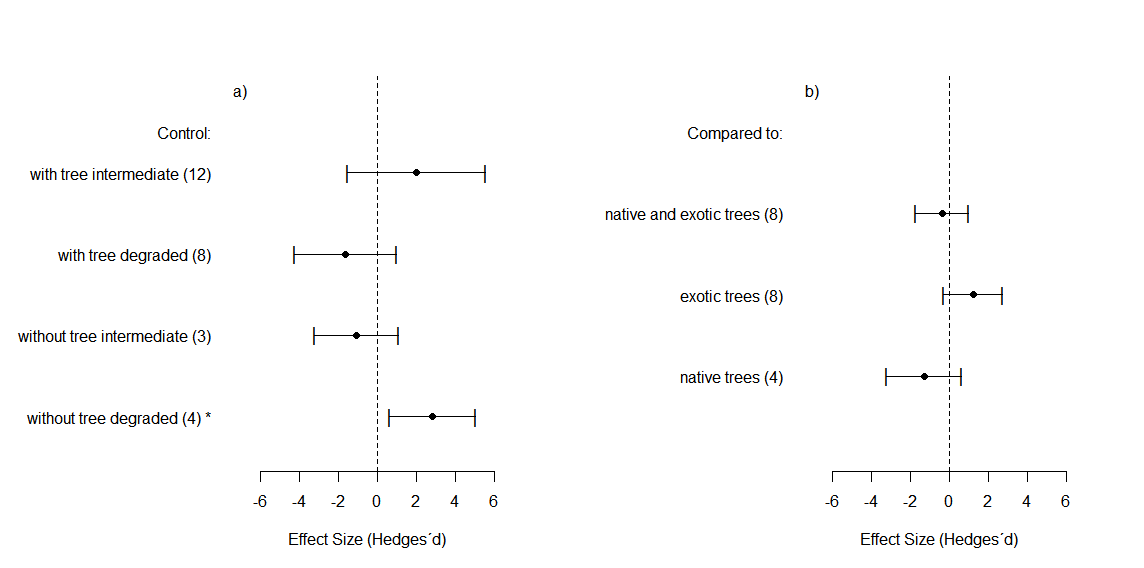 a)
Control:
with tree intermediate (12)
with tree degraded (8)
without tree intermediate (3)
without tree degraded (4) *
-6 -4 -2 0 2 4 6
Effect Size (Hedges´d)
b)
Compared to:
native and exotic trees (8)
exotic trees (8)
native trees (4)
-6 -4 -2 0 2 4 6
Effect Size (Hedges´d)